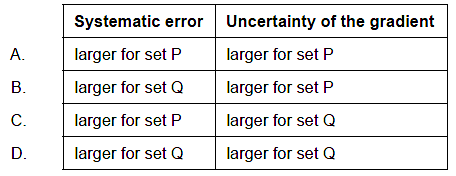 Systematic error Uncertainty of the gradient
A. larger for set P larger for set P
B. larger for set Q larger for set P
C. larger for set P larger for set Q
D. larger for set Q larger for set Q